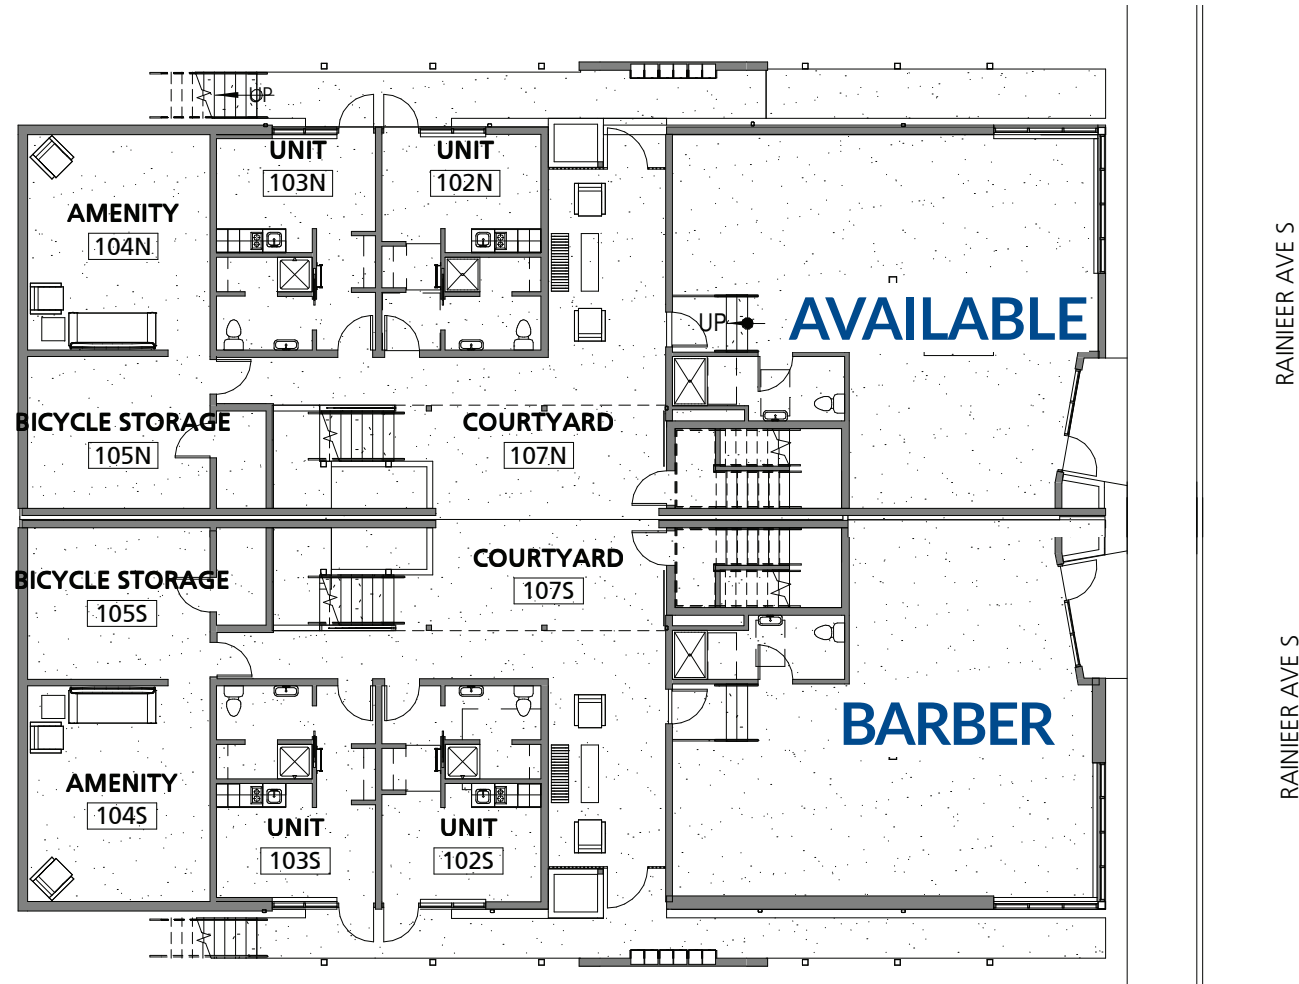 UP
UNIT
103N
UNIT
102N
AMENITY
104N
RAINIEER AVE S
AVAILABLE
UP
BICYCLE STORAGE
105N
COURTYARD
107N
COURTYARD
107S
BICYCLE STORAGE
105S
RAINIEER AVE S
BARBER
AMENITY
104S
UNIT
103S
UNIT
102S